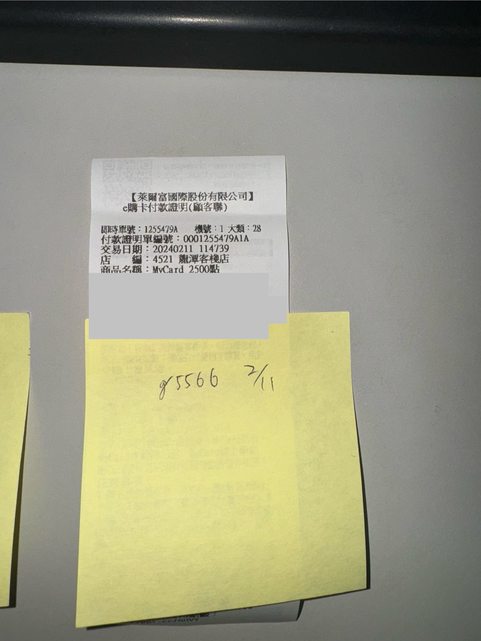 【萊爾富國際股份有限公司】
e購卡付款證明(顧客聯)
即時單號：1255479A 機號：1 大類：28
付款證明單編號：0001255479A1A
交易日期：20240211 114739
店 編：4521 龍潭客棧店
商品名稱：MyCard 2500點
g5566 2/11